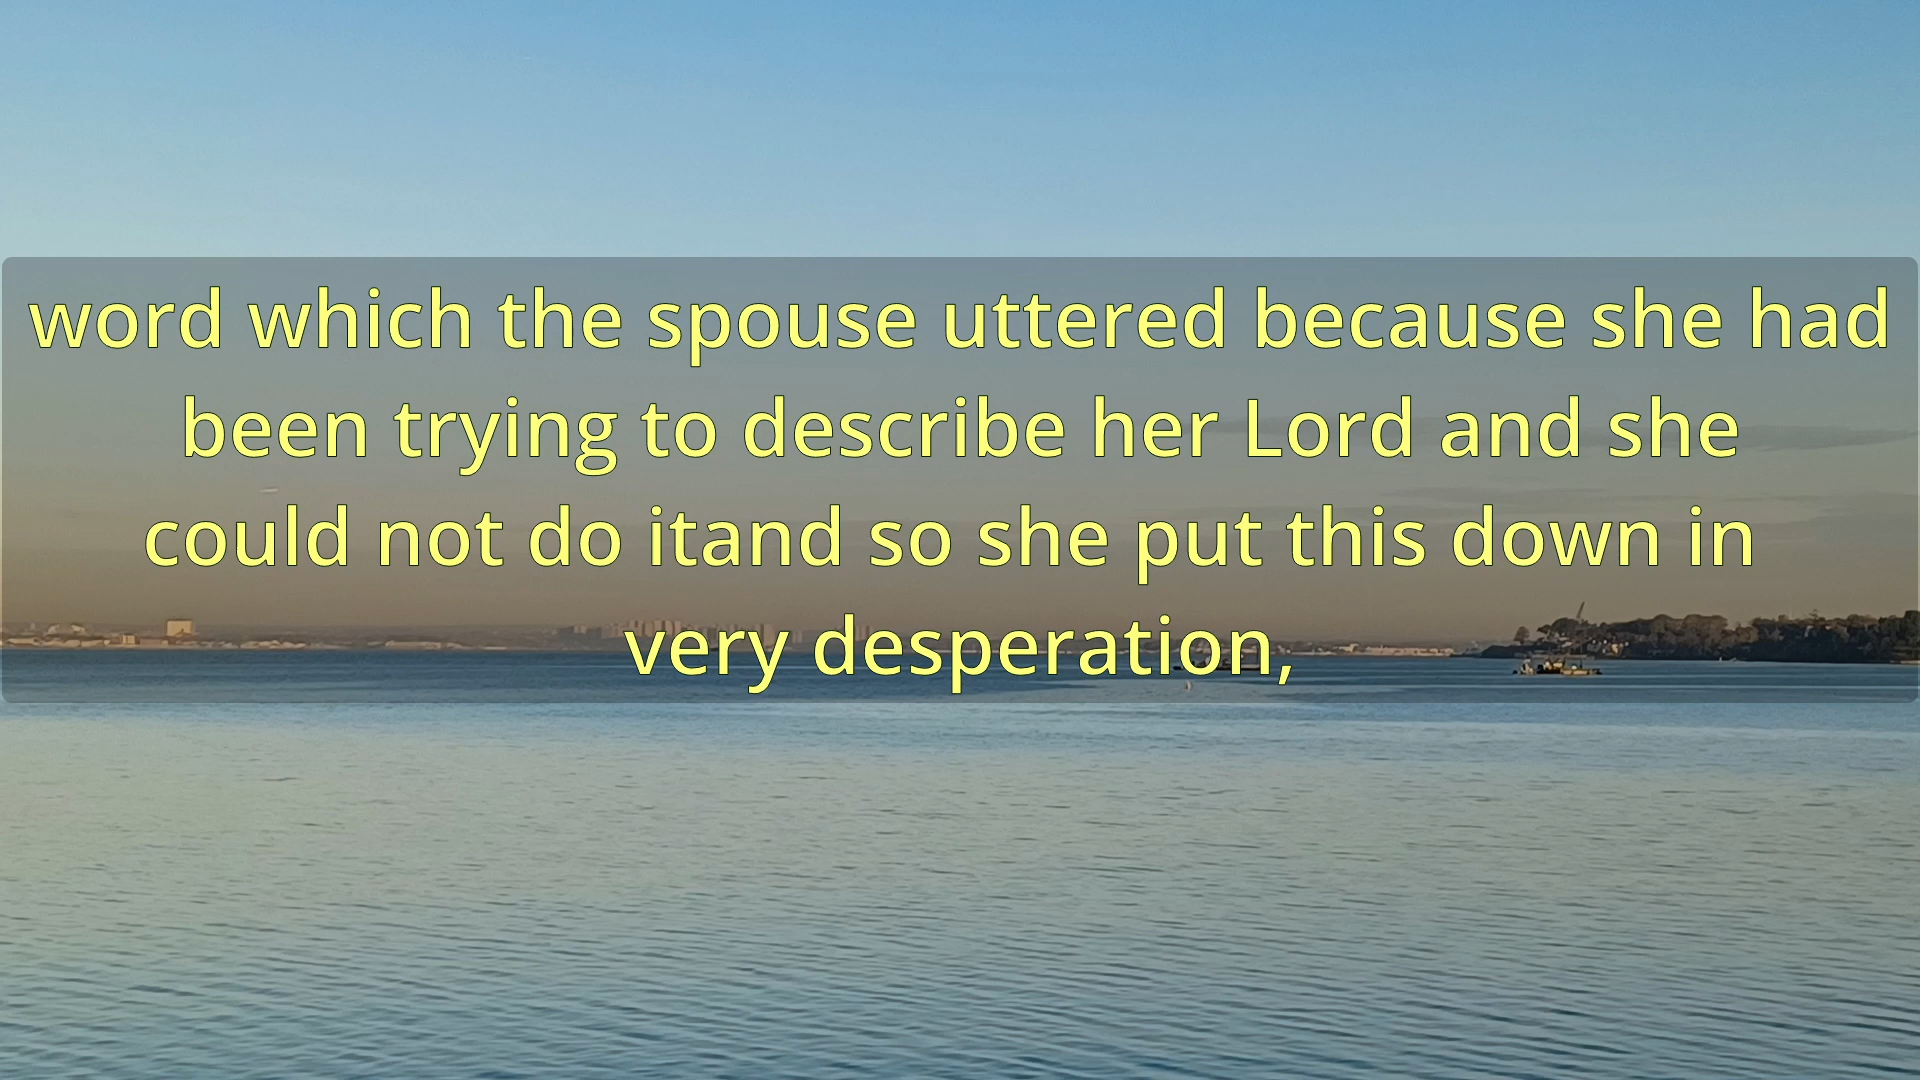 word which the spouse uttered because she had
been trying to describe her Lord and she
could not do itand so she put this down in
very desperation,